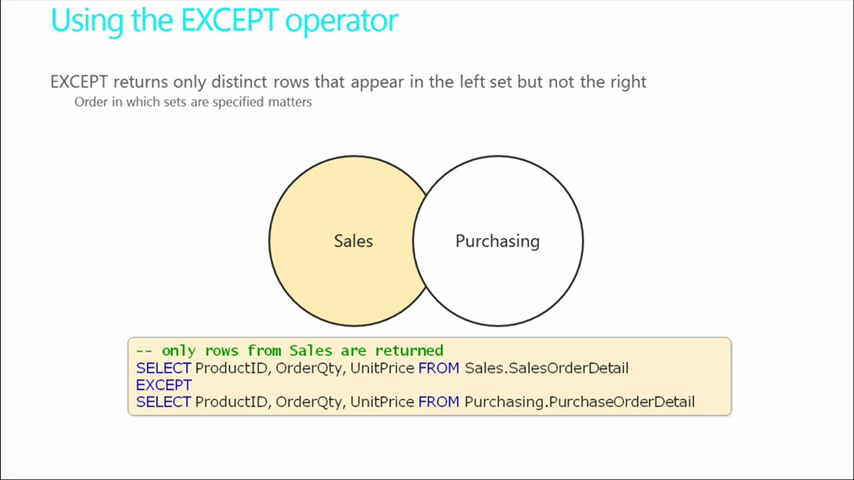 Using the EXCEPT operator
EXCEPT returns only distinct rows that appear in the left set but not the right
Order in which sets are specified matters
Sales
Purchasing
-- only rows from Sales are returned
SELECT ProductID, OrderQty, UnitPrice FROM Sales.SalesOrderDetail
EXCEPT
SELECT ProductID, OrderQty, UnitPrice FROM Purchasing.PurchaseOrderDetail